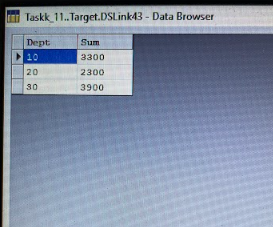 Taskk_11..Target.DSLink43 - Data Browser
Dept Sum
10 3300
20 2300
30 3900